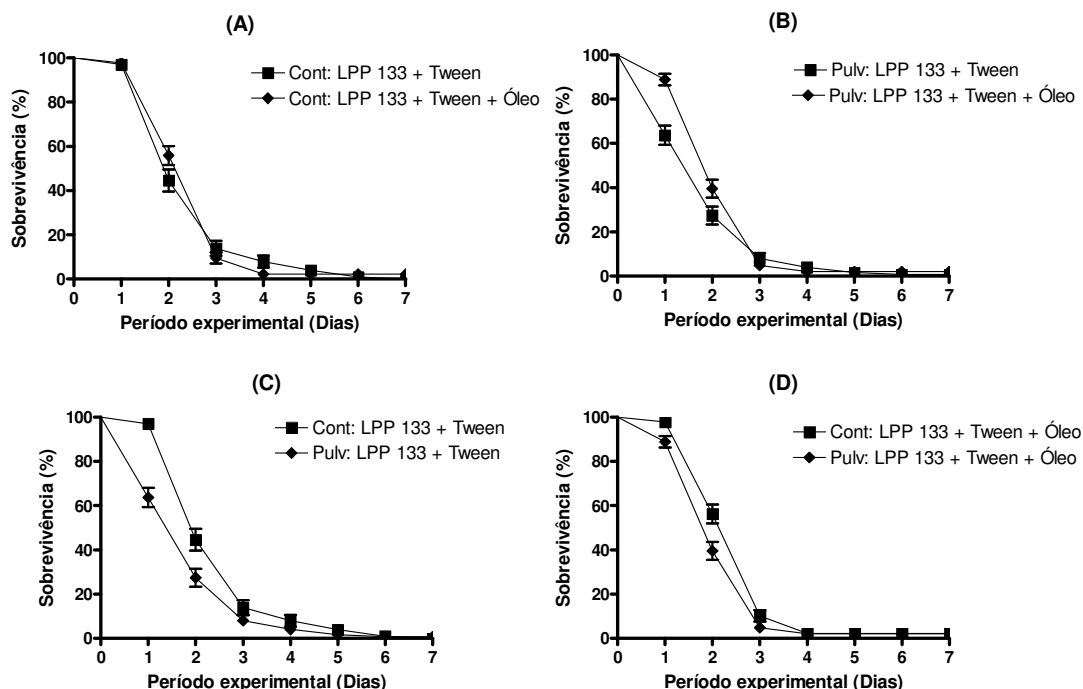 (A)
Cont: LPP 133 + Tween
Cont: LPP 133 + Tween + Óleo
Sobrevivência (%)
100
80
60
40
20
0
0 1 2 3 4 5 6 7
Período experimental (Dias)
(B)
Pulv: LPP 133 + Tween
Pulv: LPP 133 + Tween + Óleo
Sobrevivência (%)
100
80
60
40
20
0
0 1 2 3 4 5 6 7
Período experimental (Dias)
(C)
Cont: LPP 133 + Tween
Pulv: LPP 133 + Tween
Sobrevivência (%)
100
80
60
40
20
0
0 1 2 3 4 5 6 7
Período experimental (Dias)
(D)
Cont: LPP 133 + Tween + Óleo
Pulv: LPP 133 + Tween + Óleo
Sobrevivência (%)
100
80
60
40
20
0
0 1 2 3 4 5 6 7
Período experimental (Dias)